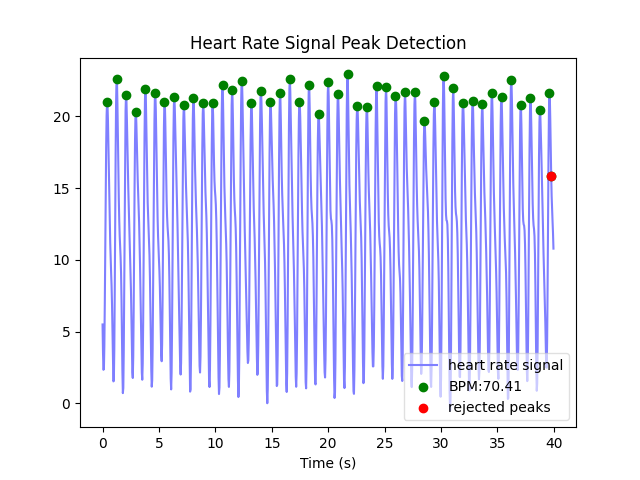 Heart Rate Signal Peak Detection
20
15
10
5
0
heart rate signal
BPM:70.41
rejected peaks
0 5 10 15 20 25 30 35 40
Time (s)